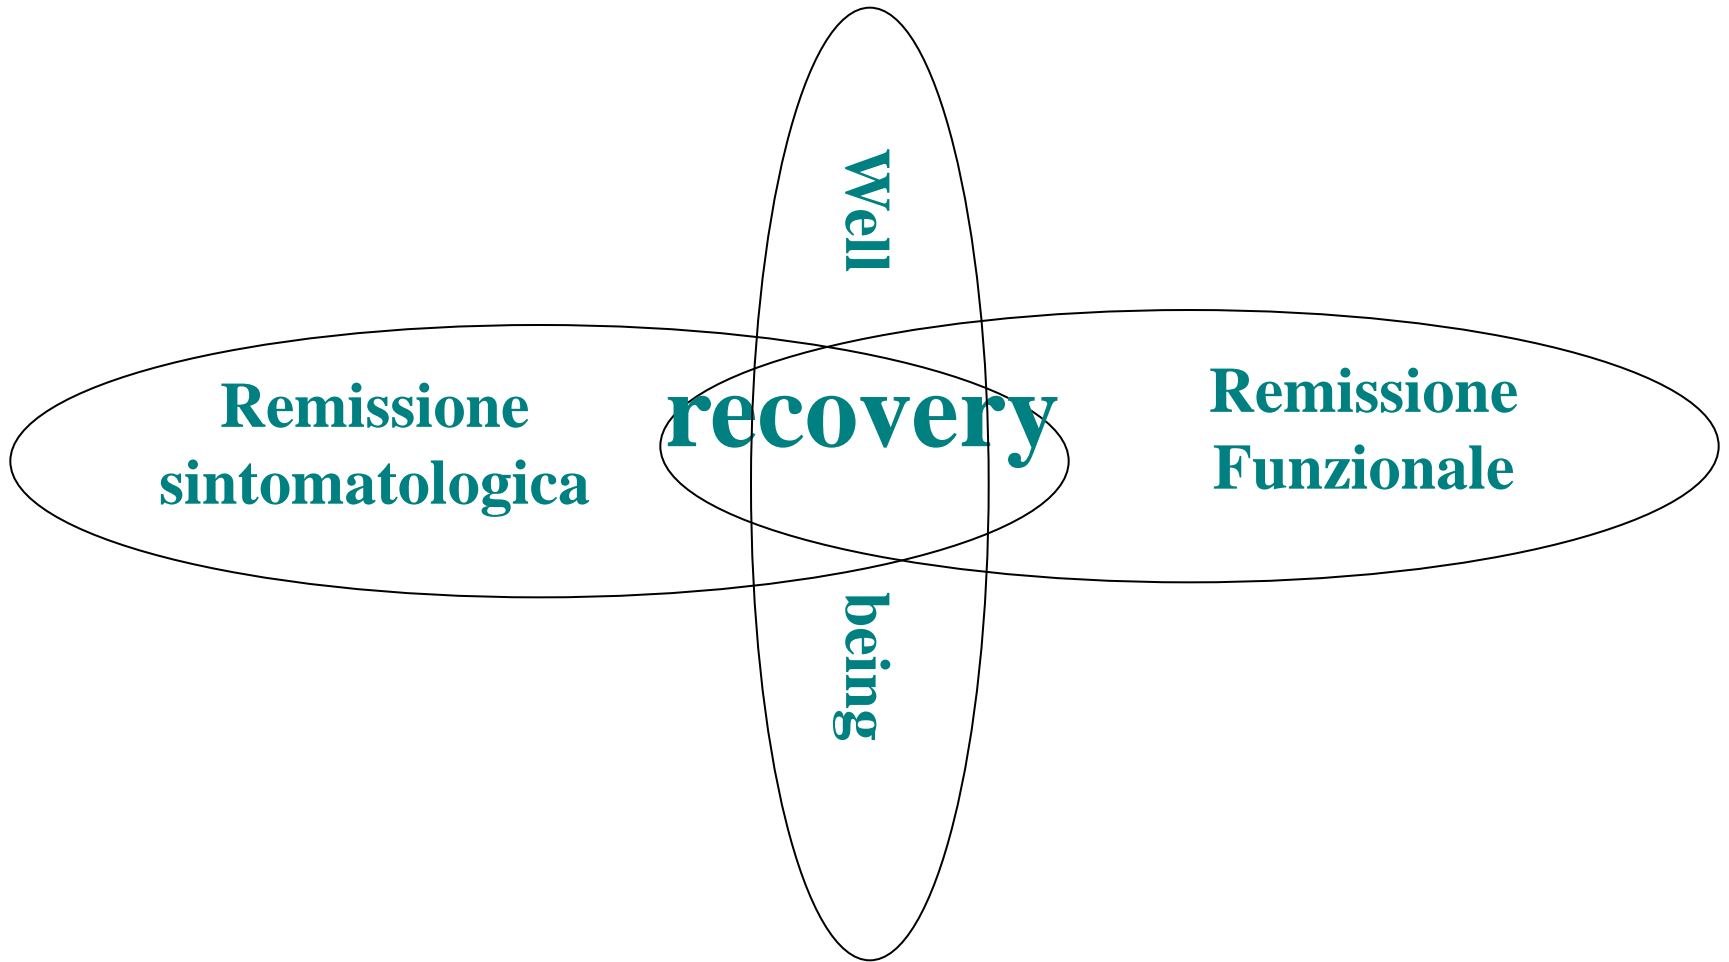 Well
recovery
Remissione
sintomatologica
Remissione
Funzionale
being